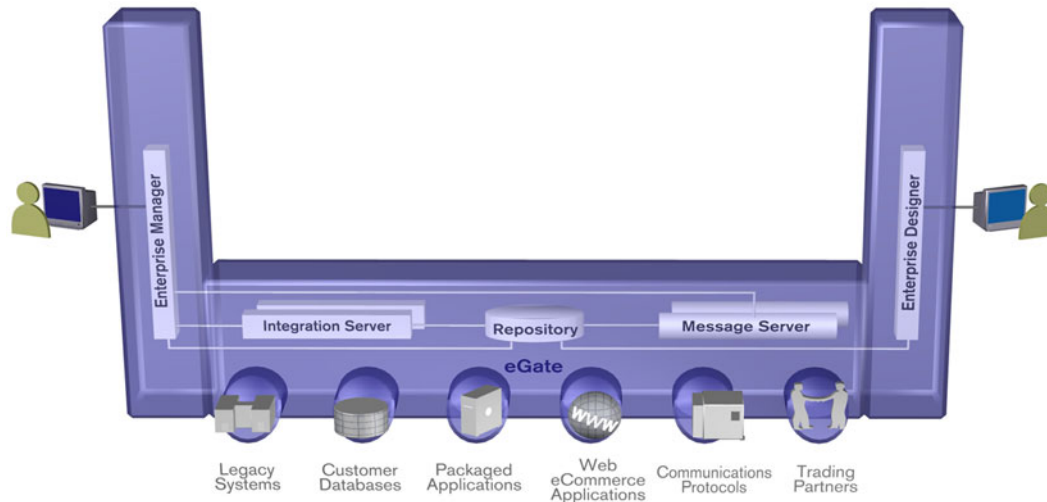 Enterprise Manager
Enterprise Designer
Integration Server
Repository
Message Server
eGate
www
Legacy
Systems
Customer
Databases
Packaged
Applications
Web
eCommerce
Applications
Communications
Protocols
Trading
Partners